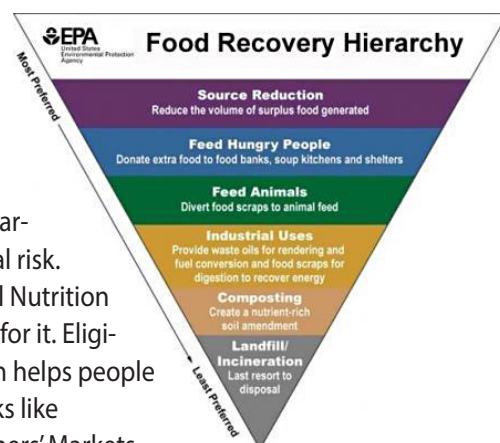 EPA
United States
Environmental Protection
Agency
Food Recovery Hierarchy
Most Preferred
Source Reduction
Reduce the volume of surplus food generated
Feed Hungry People
Donate extra food to food banks, soup kitchens and shelters
Feed Animals
Divert food scraps to animal feed
Industrial Uses
Provide waste oils for rendering and
fuel conversion and food scraps for
digestion to recover energy
Composting
Create a nutrient-rich
soil amendment
Landfill/
Incineration
Last resort to
disposal
Least Preferred
ar-
al risk.
l Nutrition
for it. Eligi-
n helps people
ks like
ers' Markets